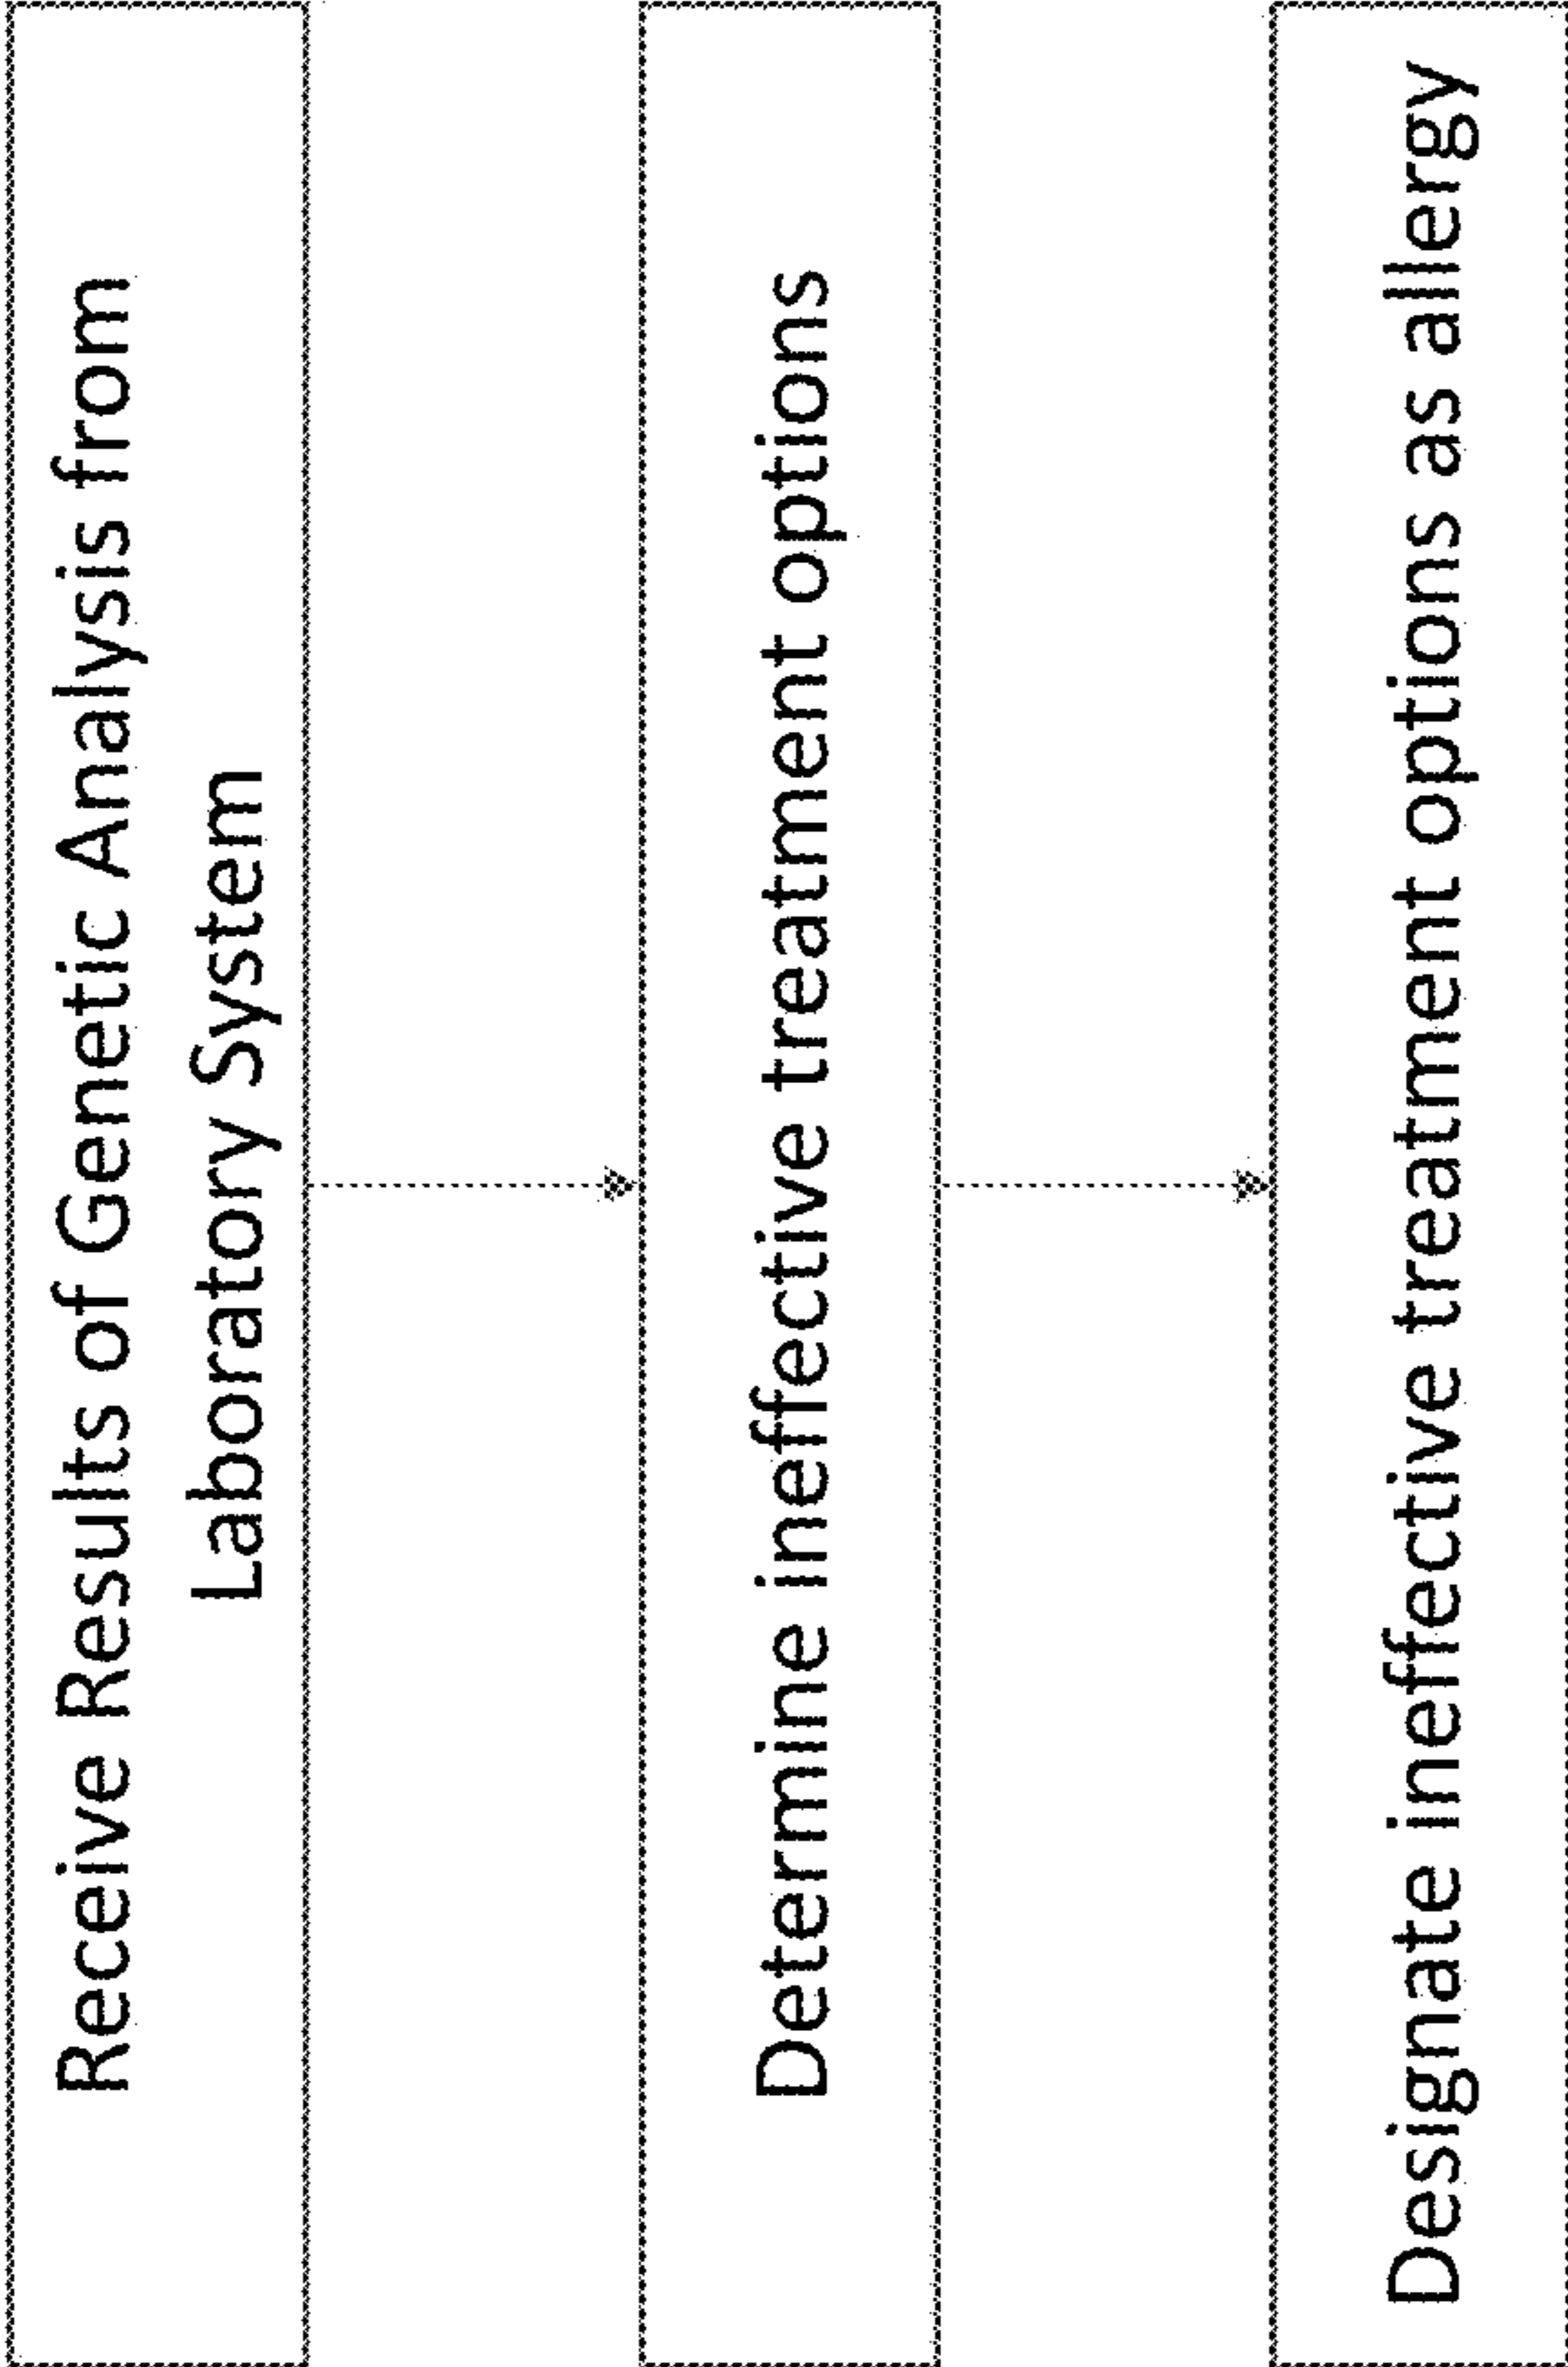 Receive Results of Genetic Analysis from
Laboratory System
Determine ineffective treatment options
Designate ineffective treatment options as allergy